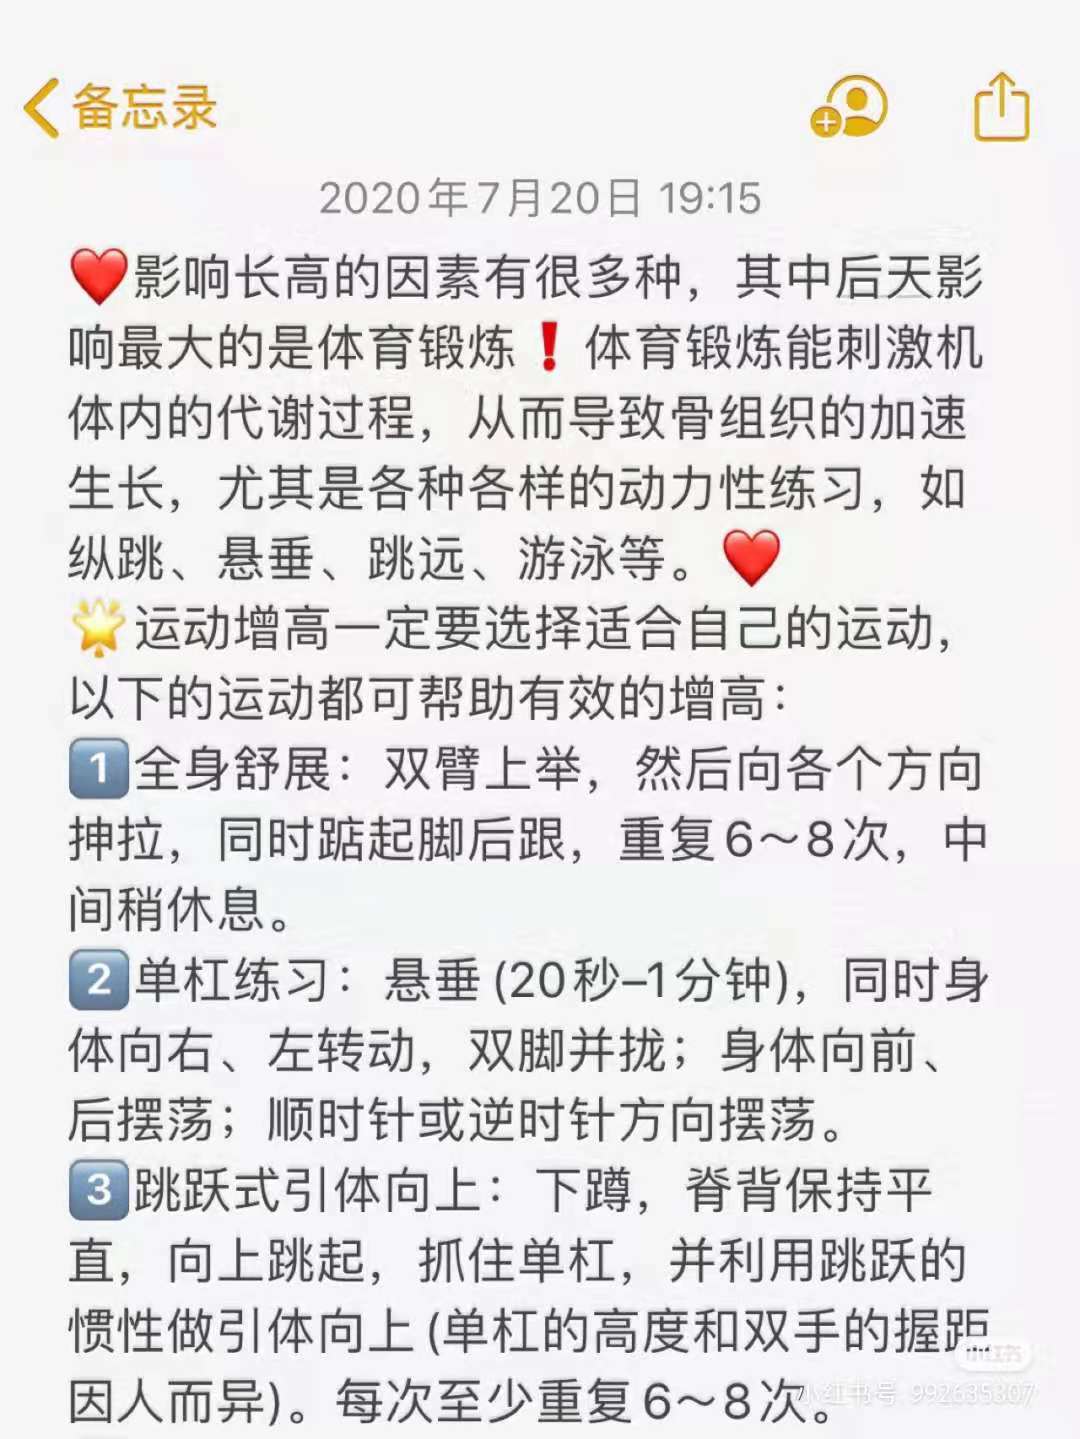 备忘录
2020年7月20日 19:15
❤️影响长高的因素有很多种，其中后天影
响最大的是体育锻炼❗体育锻炼能刺激机
体内的代谢过程，从而导致骨组织的加速
生长，尤其是各种各样的动力性练习，如
纵跳、悬垂、跳远、游泳等。❤️
🌟运动增高一定要选择适合自己的运动，
以下的运动都可帮助有效的增高：
1️⃣全身舒展：双臂上举，然后向各个方向
抻拉，同时踮起脚后跟，重复6～8次，中
间稍休息。
2️⃣单杠练习：悬垂(20秒–1分钟)，同时身
体向右、左转动，双脚并拢；身体向前、
后摆荡；顺时针或逆时针方向摆荡。
3️⃣跳跃式引体向上：下蹲，脊背保持平
直，向上跳起，抓住单杠，并利用跳跃的
惯性做引体向上(单杠的高度和双手的握距
因人而异)。每次至少重复6～8次。
小红书
小红书号: 992635307